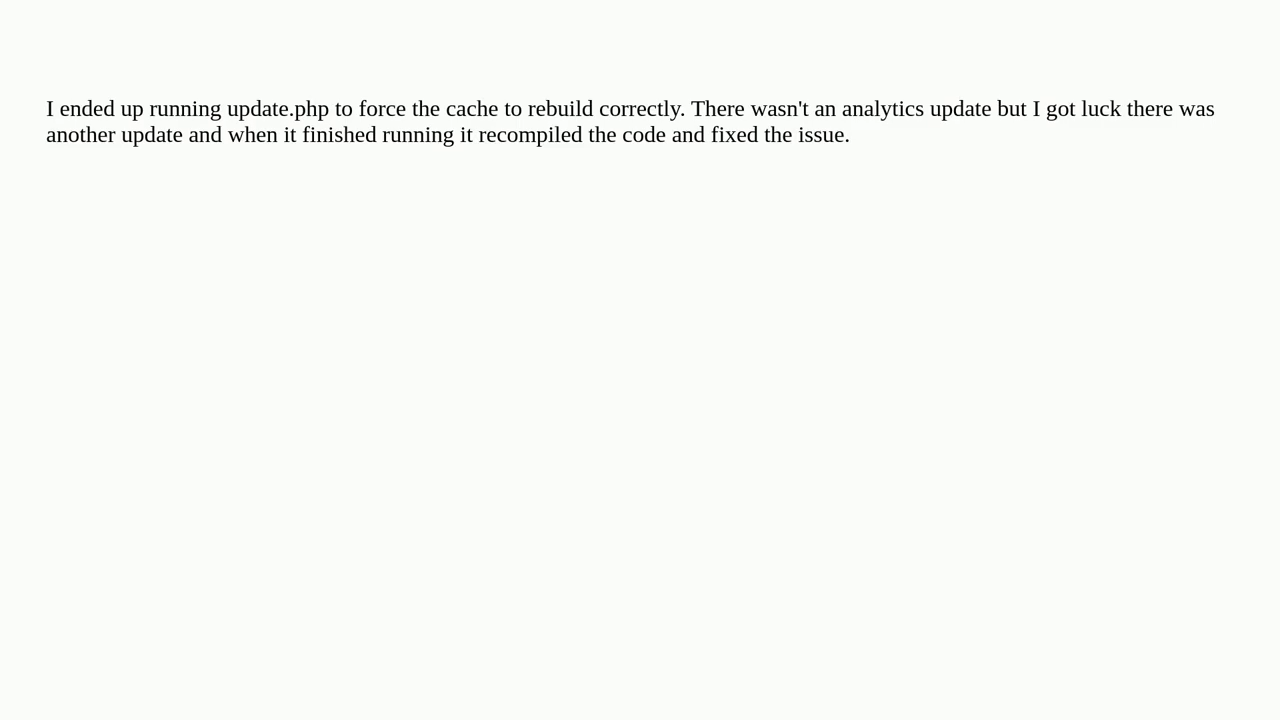 I ended up running update.php to force the cache to rebuild correctly. There wasn't an analytics update but I got luck there was
another update and when it finished running it recompiled the code and fixed the issue.